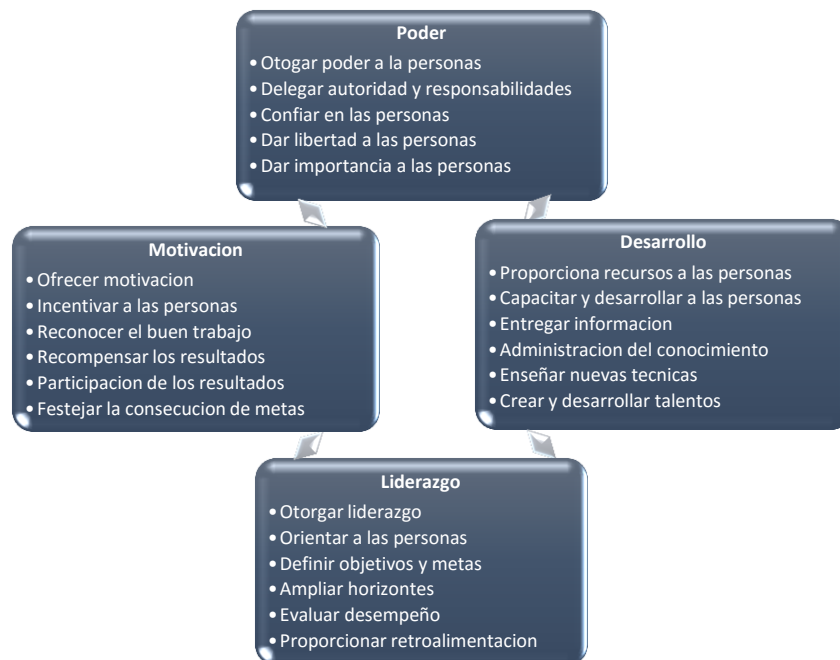 Poder
• Otogar poder a la personas
• Delegar autoridad y responsabilidades
• Confiar en las personas
• Dar libertad a las personas
• Dar importancia a las personas
Motivacion
• Ofrecer motivacion
• Incentivar a las personas
• Reconocer el buen trabajo
• Recompensar los resultados
• Participacion de los resultados
• Festejar la consecucion de metas
Desarrollo
• Proporciona recursos a las personas
• Capacitar y desarrollar a las personas
• Entregar informacion
• Administracion del conocimiento
• Enseñar nuevas tecnicas
• Crear y desarrollar talentos
Liderazgo
• Otorgar liderazgo
• Orientar a las personas
• Definir objetivos y metas
• Ampliar horizontes
• Evaluar desempeño
• Proporcionar retroalimentacion